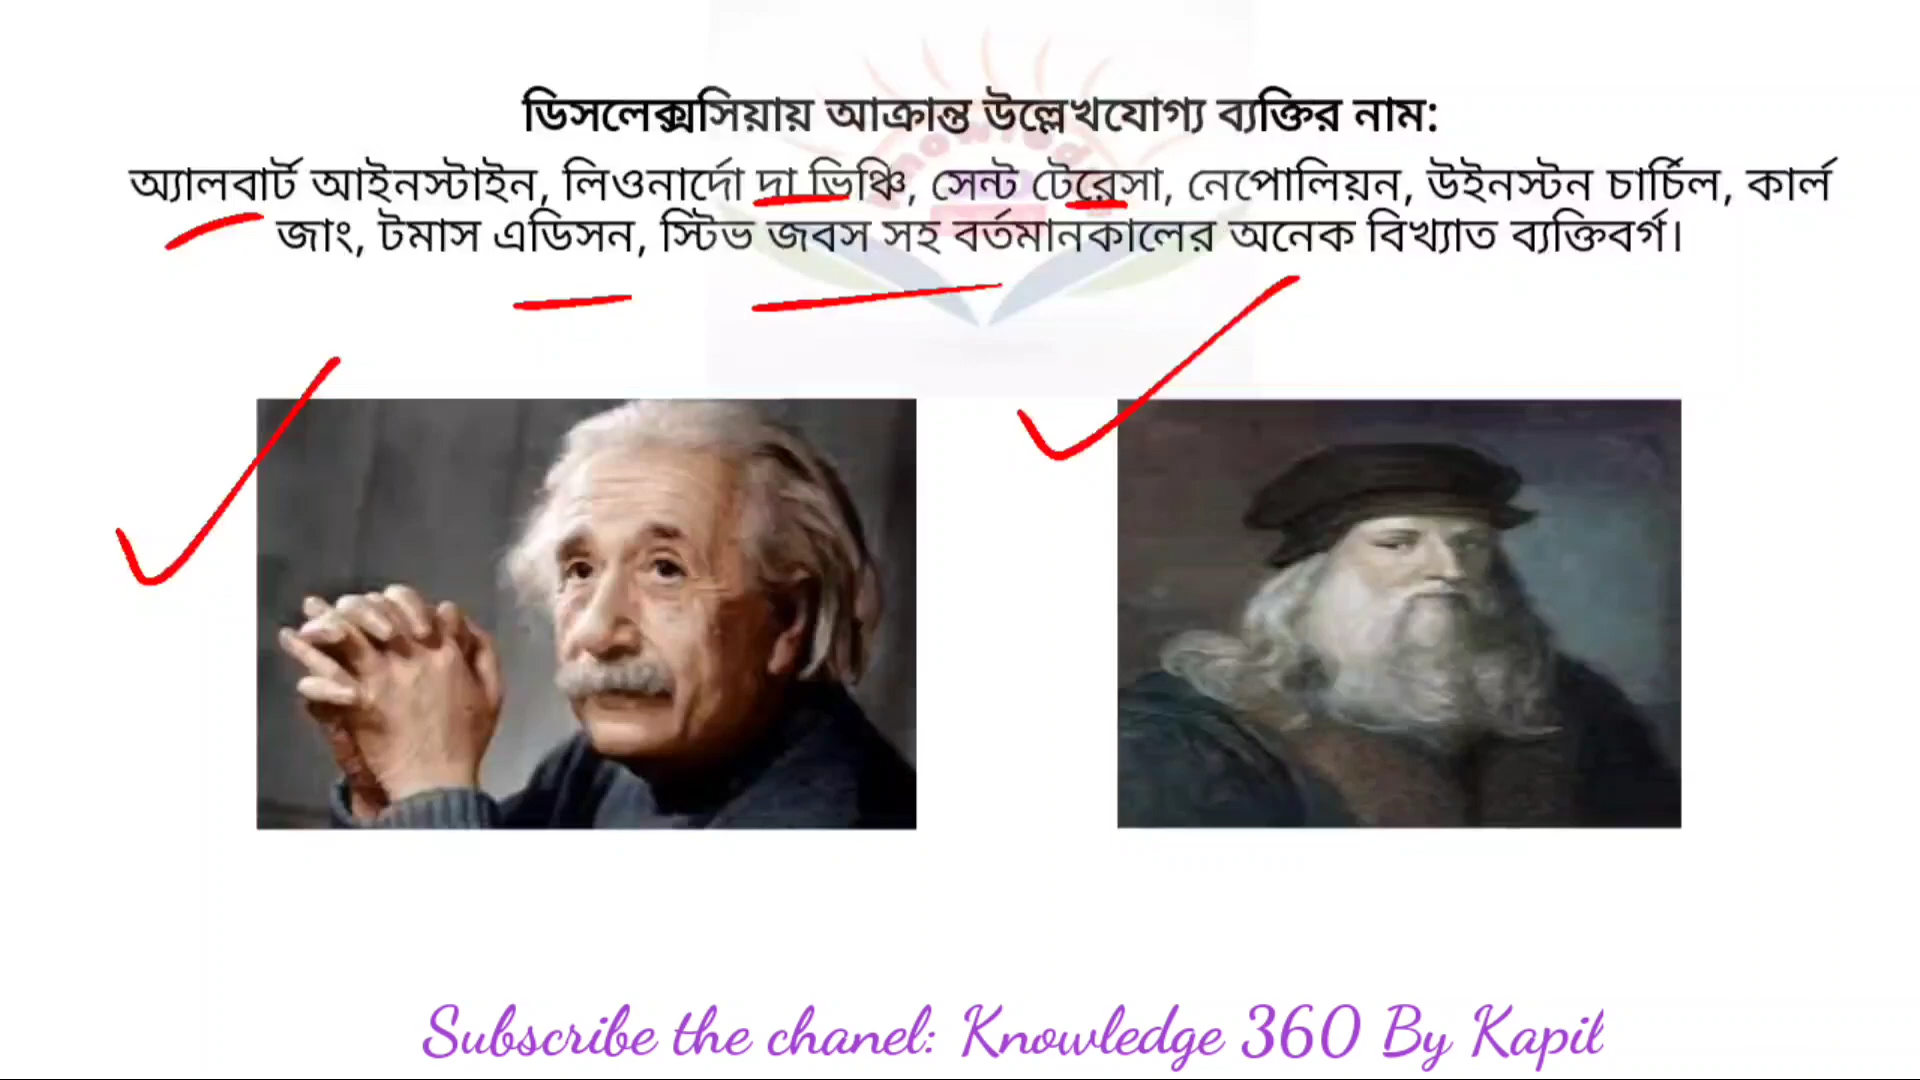 ডিসলেক্সসিয়ায় আক্রান্ত উল্লেখযোগ্য ব্যক্তির নাম:
অ্যালবার্ট আইনস্টাইন, লিওনার্দো দা ভিঞ্চি, সেন্ট টেরেসা, নেপোলিয়ন, উইনস্টন চার্চিল, কার্ল
জাং, টমাস এডিসন, স্টিভ জবস সহ বর্তমানকালের অনেক বিখ্যাত ব্যক্তিবর্গ।
Subscribe the chanel: Knowledge 360 By Kapil